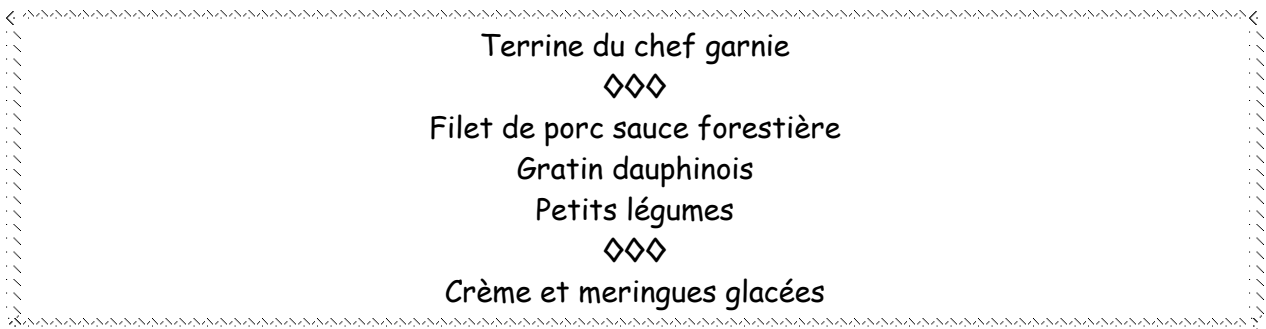 Terrine du chef garnie
◊◊◊
Filet de porc sauce forestière
Gratin dauphinois
Petits légumes
◊◊◊
Crème et meringues glacées